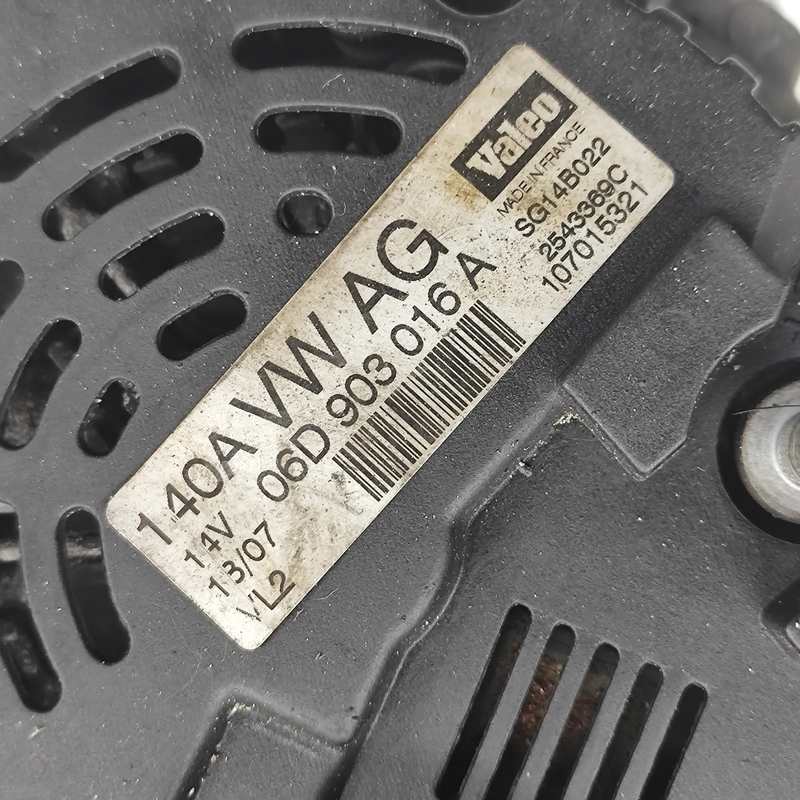 Valeo
MADE IN FRANCE
SG14B022
2543369C
107015321
140A VW AG
14V 06D 903 016 A
13/07
VL2